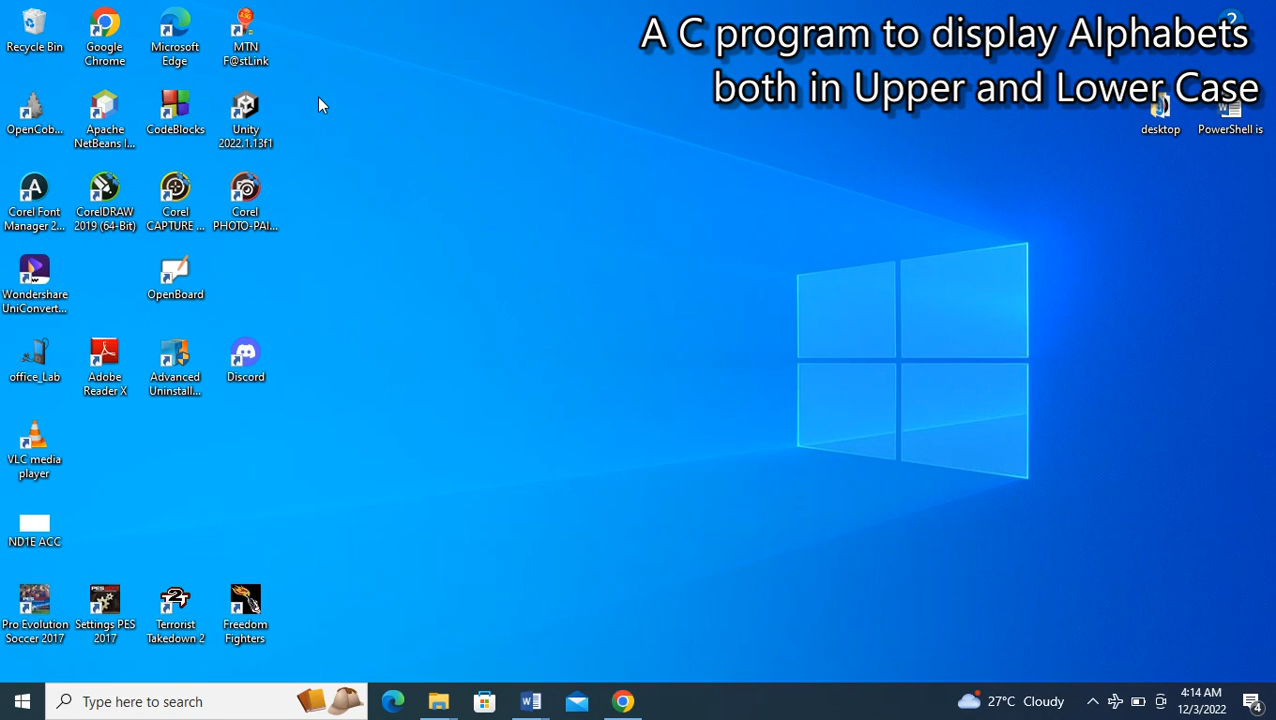 A C program to display Alphabets
both in Upper and Lower Case
Recycle Bin
Google
Chrome
Microsoft
Edge
MTN
F@stLink
OpenCob...
Apache
NetBeans I...
CodeBlocks
Unity
2022.1.13f1
desktop
PowerShell is
Corel Font
Manager 2...
CorelDRAW
2019 (64-Bit)
Corel
CAPTURE ...
Corel
PHOTO-PAI...
Wondershare
UniConvert...
OpenBoard
office_Lab
Adobe
Reader X
Advanced
Uninstall...
Discord
VLC media
player
ND1E ACC
Pro Evolution
Soccer 2017
Settings PES
2017
Terrorist
Takedown 2
Freedom
Fighters
Type here to search
27°C Cloudy
4:14 AM
12/3/2022
4